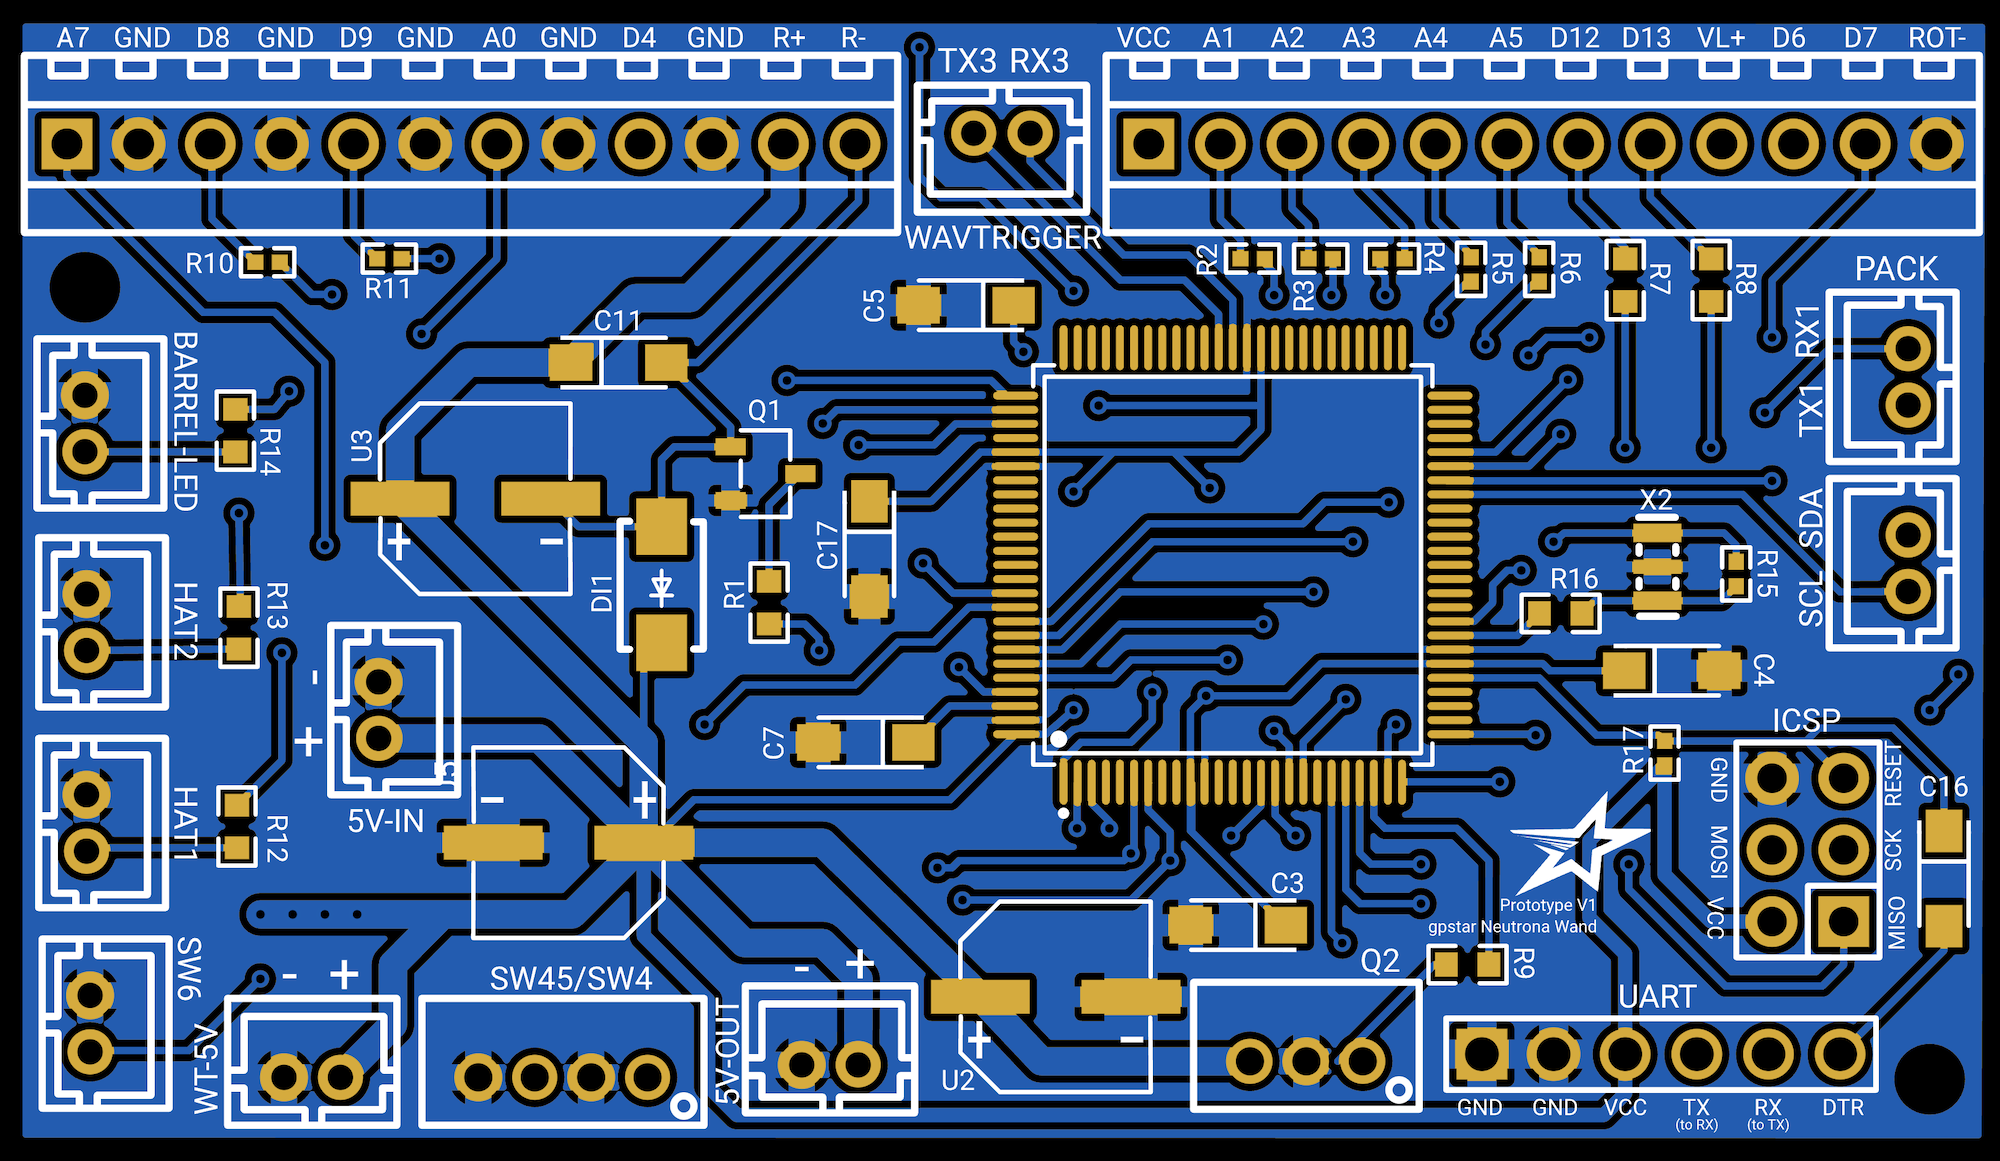 A7 GND D8 GND D9 GND A0 GND D4 GND R+ R-
TX3 RX3
VCC A1 A2 A3 A4 A5 D12 D13 VL+ D6 D7 ROT-
WAVTRIGGER
R10
R11
R2
R3
R4
R5
R6
R7
R8
PACK
RX1
TX1
C5
C11
BARREL-LED
R14
U3
+
-
Q1
C17
X2
R15
R16
SDA
SCL
DI1
R1
HAT2
R13
-
+
5V-IN
C7
C4
ICSP
R17
GND
RESET
MOSI
SCK
VCC
MISO
C16
HAT1
R12
-
+
C3
Prototype V1
gpstar Neutrona Wand
SW6
-
+
5V-1/W
SW45/SW4
5V-OUT
-
+
U2
+
-
Q2
R9
UART
GND GND VCC TX RX DTR
(to RX) (to TX)